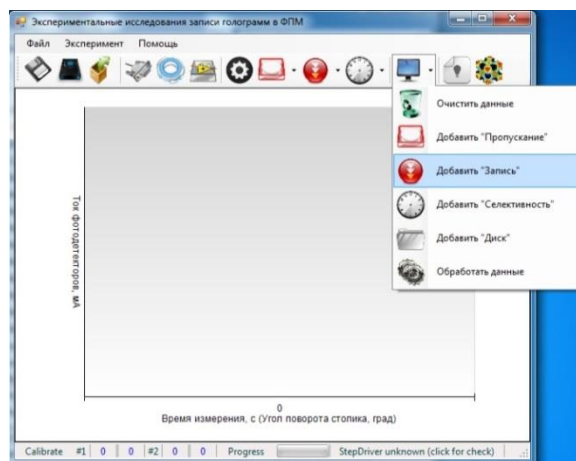 Экспериментальные исследования записи голограмм в ФПМ
Файл Эксперимент Помощь
Очистить данные
Добавить "Пропускание"
Добавить "Запись"
Добавить "Селективность"
Добавить "Диск"
Обработать данные
Ток фотодетекторов, мА
0
Время измерения, с (Угол поворота столика, град)
Calibrate #1 0 0 #2 0 0 Progress StepDriver unknown (click for check)